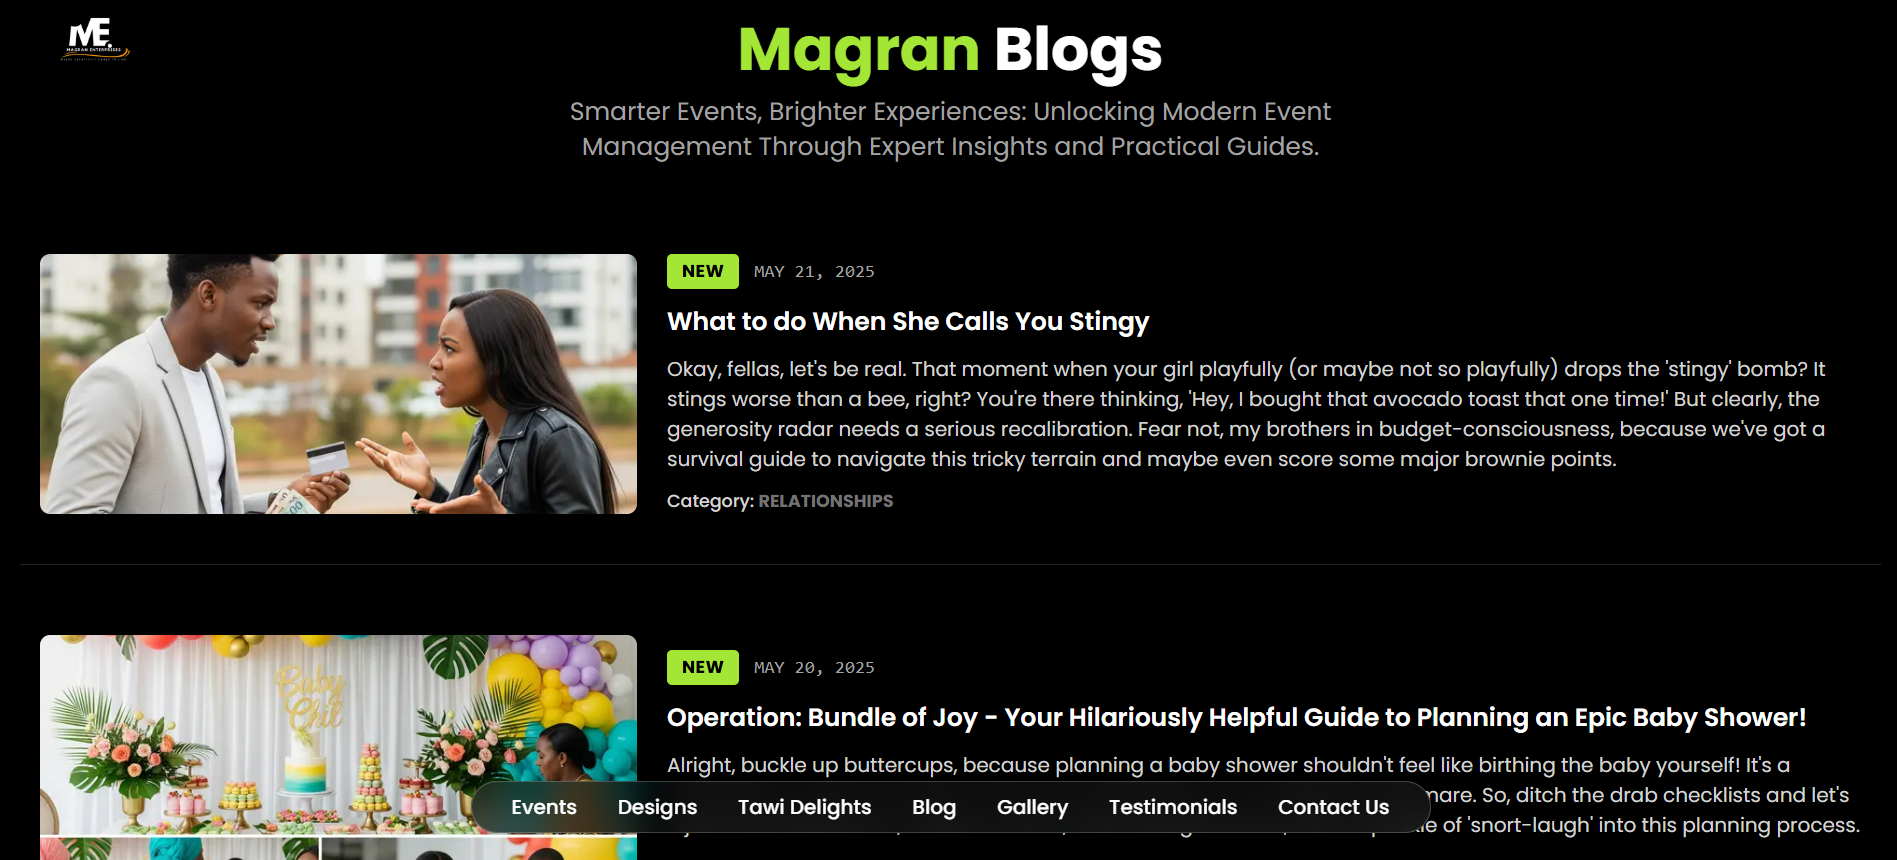 ME.
MAGRAN ENTERPRISES
Magran Blogs
Smarter Events, Brighter Experiences: Unlocking Modern Event
Management Through Expert Insights and Practical Guides.
NEW MAY 21, 2025
What to do When She Calls You Stingy
Okay, fellas, let's be real. That moment when your girl playfully (or maybe not so playfully) drops the 'stingy' bomb? It
stings worse than a bee, right? You're there thinking, 'Hey, I bought that avocado toast that one time!' But clearly, the
generosity radar needs a serious recalibration. Fear not, my brothers in budget-consciousness, because we've got a
survival guide to navigate this tricky terrain and maybe even score some major brownie points.
Category: RELATIONSHIPS
Baby
NEW MAY 20, 2025
Operation: Bundle of Joy - Your Hilariously Helpful Guide to Planning an Epic Baby Shower!
Alright, buckle up buttercups, because planning a baby shower shouldn't feel like birthing the baby yourself! It's a
So, ditch the drab checklists and let's
of 'snort-laugh' into this planning process.
Events Designs Tawi Delights Blog Gallery Testimonials Contact Us